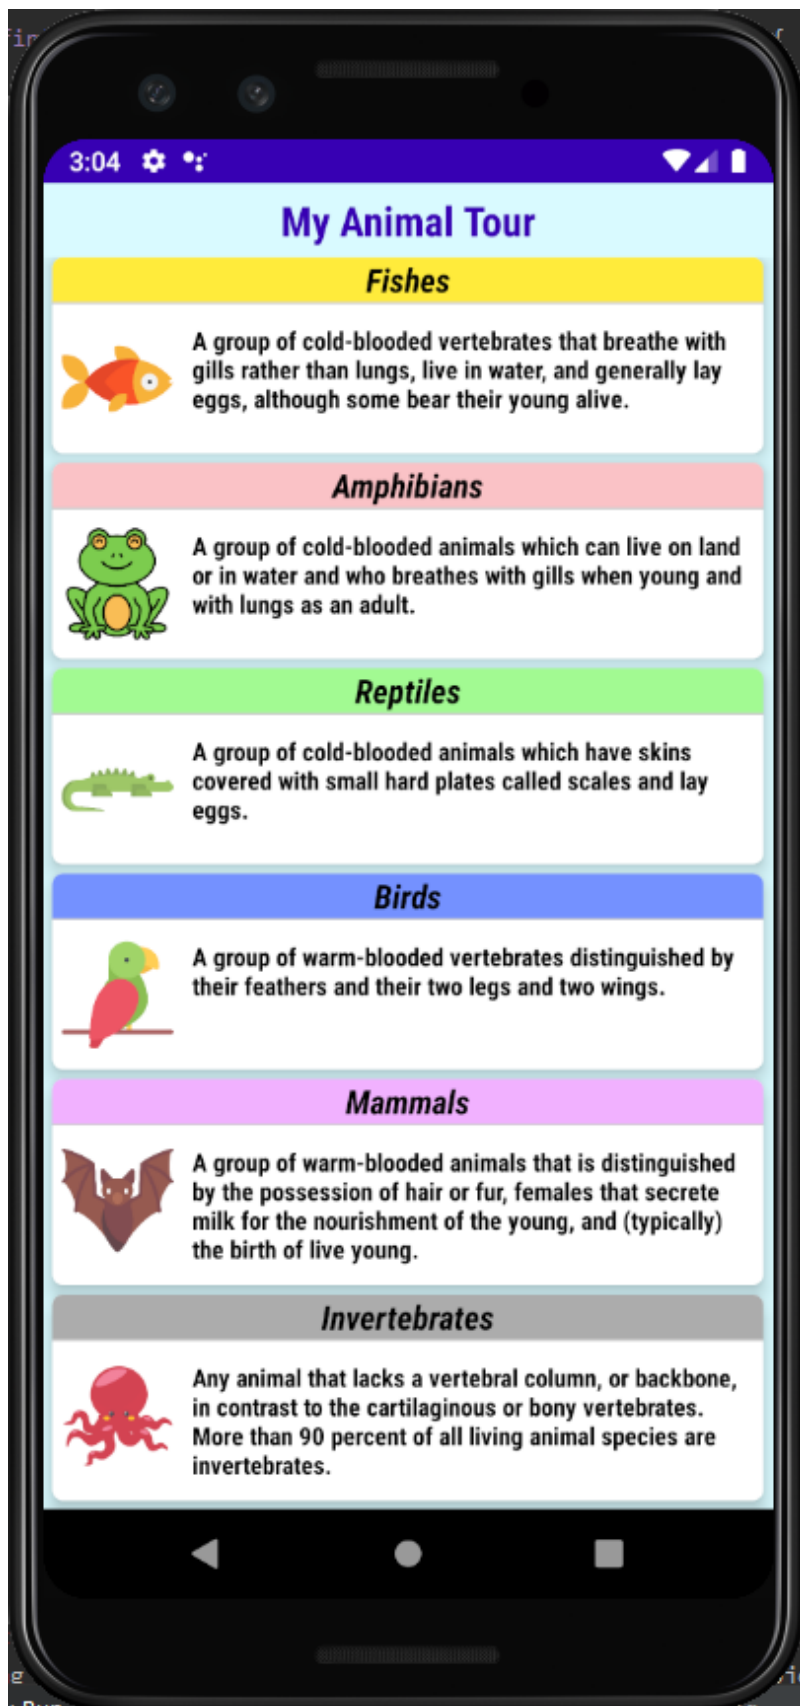 3:04
My Animal Tour
Fishes
A group of cold-blooded vertebrates that breathe with
gills rather than lungs, live in water, and generally lay
eggs, although some bear their young alive.
Amphibians
A group of cold-blooded animals which can live on land
or in water and who breathes with gills when young and
with lungs as an adult.
Reptiles
A group of cold-blooded animals which have skins
covered with small hard plates called scales and lay
eggs.
Birds
A group of warm-blooded vertebrates distinguished by
their feathers and their two legs and two wings.
Mammals
A group of warm-blooded animals that is distinguished
by the possession of hair or fur, females that secrete
milk for the nourishment of the young, and (typically)
the birth of live young.
Invertebrates
Any animal that lacks a vertebral column, or backbone,
in contrast to the cartilaginous or bony vertebrates.
More than 90 percent of all living animal species are
invertebrates.